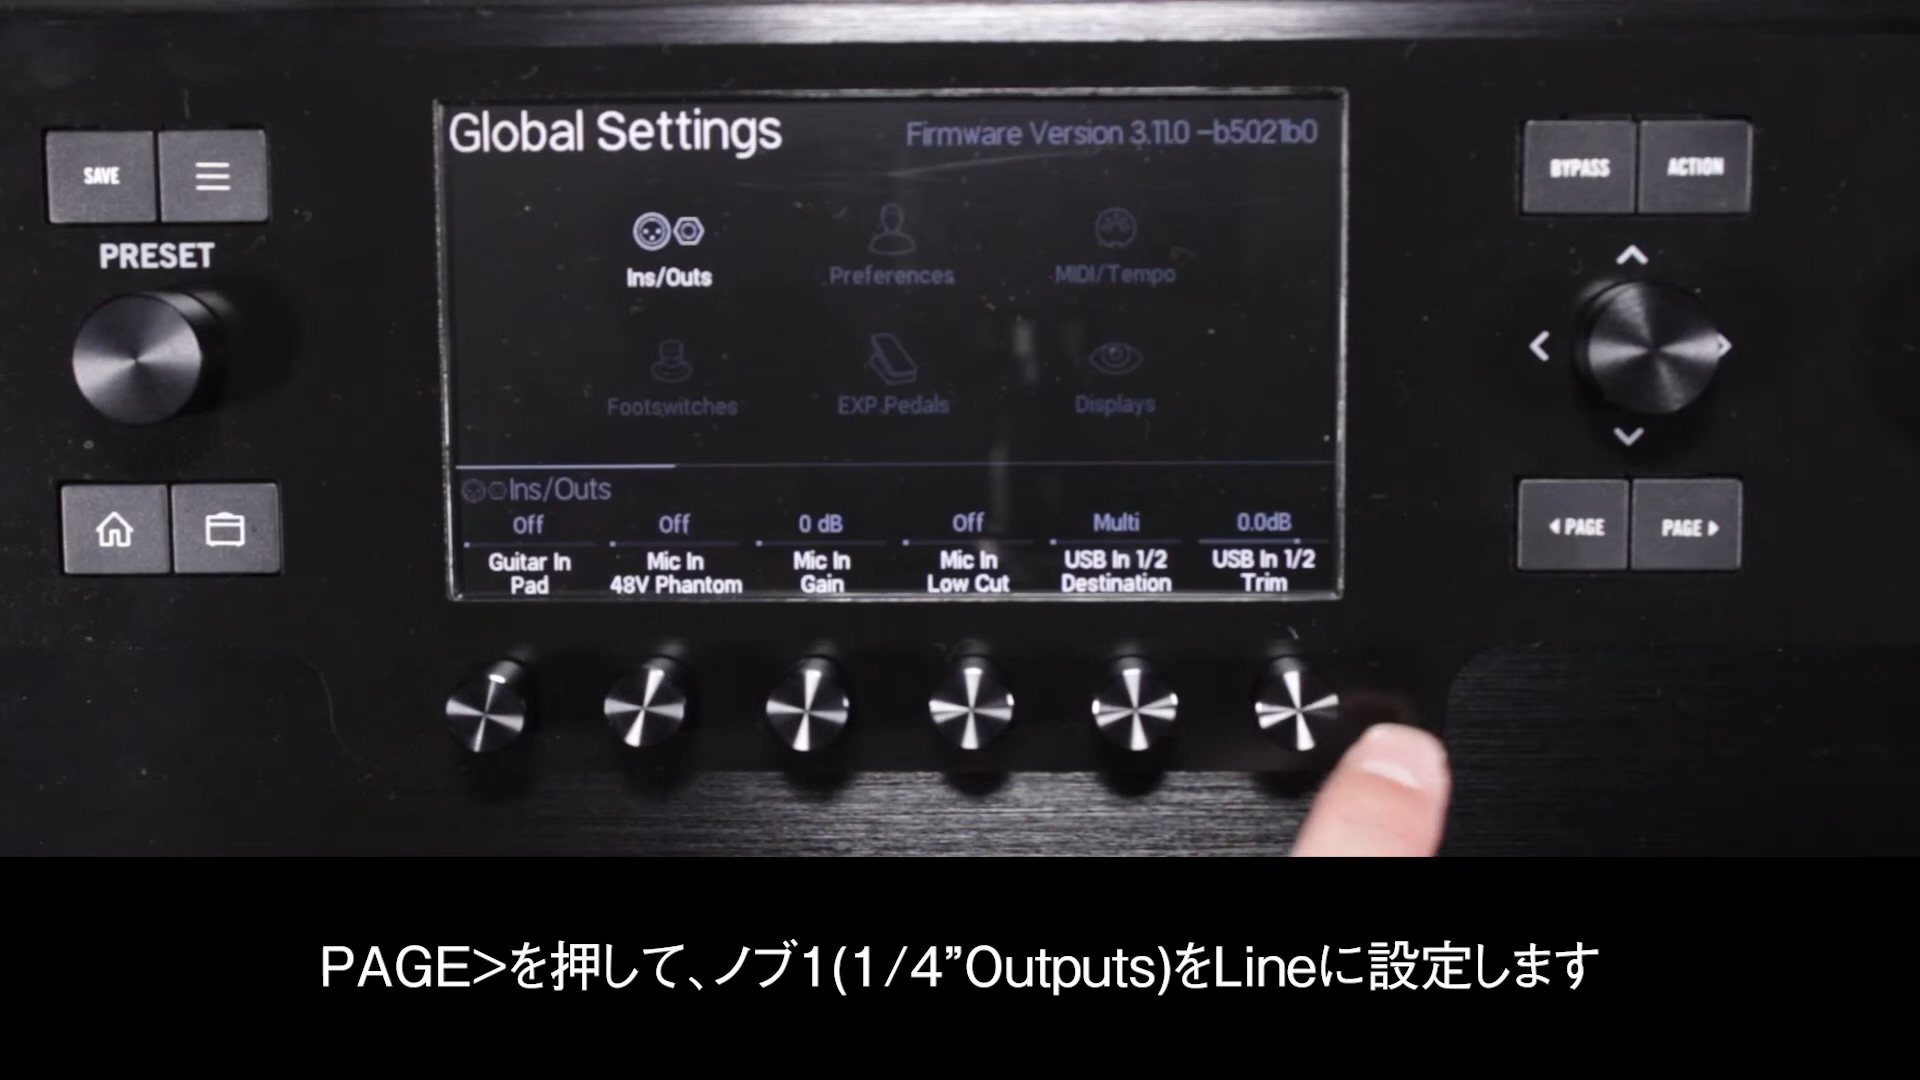 Global Settings
Firmware Version 3.11.0 -b5021b0
SAVE
PRESET
BYPASS
ACTION
Ins/Outs
Preferences
MIDI/Tempo
Footswitches
EXP Pedals
Displays
Ins/Outs
Off
Off
0 dB
Off
Multi
0.0dB
Guitar In
Pad
Mic In
48V Phantom
Mic In
Gain
Mic In
Low Cut
USB In 1/2
Destination
USB In 1/2
Trim
PAGE
PAGE
PAGE>を押して、ノブ1(1/4”Outputs)をLineに設定します